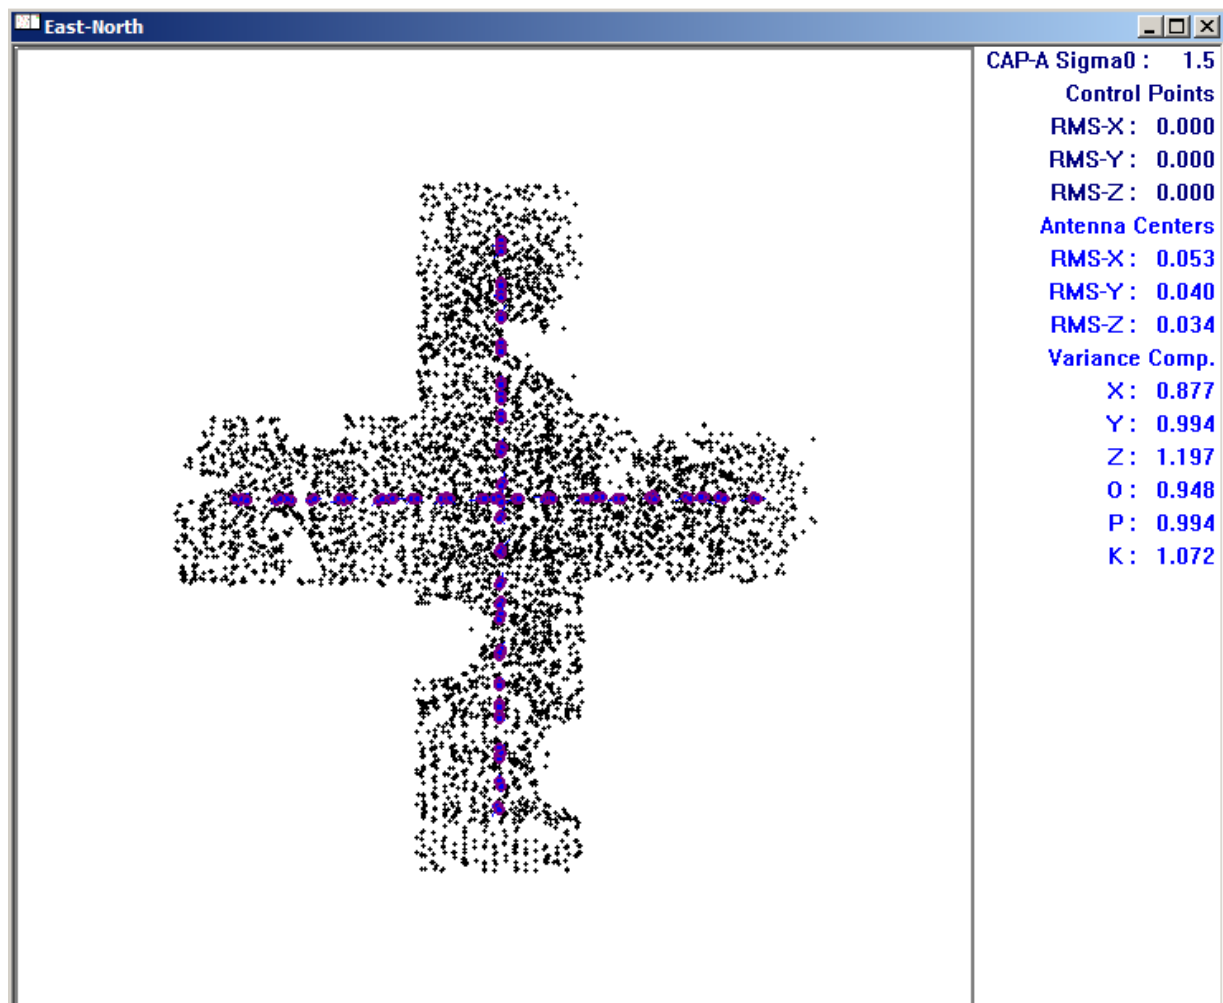 East-North
CAP-A Sigma0 : 1.5
Control Points
RMS-X : 0.000
RMS-Y : 0.000
RMS-Z : 0.000
Antenna Centers
RMS-X : 0.053
RMS-Y : 0.040
RMS-Z : 0.034
Variance Comp.
X : 0.877
Y : 0.994
Z : 1.197
O : 0.948
P : 0.994
K : 1.072